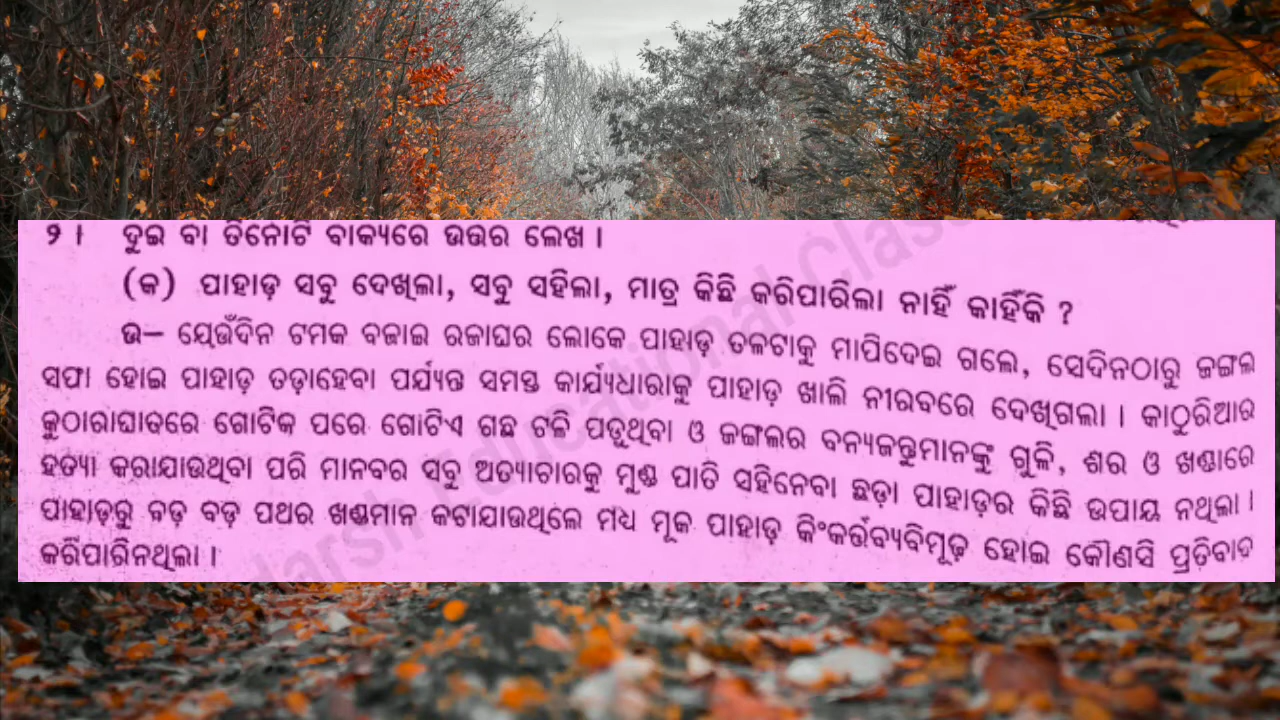 ୨ । ଦୁଇ ବା ତିନୋଟି ବାକ୍ୟରେ ଉତ୍ତର ଲେଖ ।
(କ) ପାହାଡ଼ ସବୁ ଦେଖିଲା, ସବୁ ସହିଲା, ମାତ୍ର କିଛି କରିପାରିଲା ନାହିଁ କାହିଁକି ?
ଉ– ଯେଉଁଦିନ ଟମକ ବଜାଇ ରଜାଘର ଲୋକେ ପାହାଡ଼ ତଳଟାକୁ ମାପିଦେଇ ଗଲେ, ସେଦିନଠାରୁ ଜଙ୍ଗଲ
ସଫା ହୋଇ ପାହାଡ଼ ତଡ଼ାହେବା ପର୍ଯ୍ୟନ୍ତ ସମସ୍ତ କାର୍ଯ୍ୟଧାରାକୁ ପାହାଡ଼ ଖାଲି ନୀରବରେ ଦେଖିଗଲା । କାଠୁରିଆର
କୁଠାରାଘାତରେ ଗୋଟିକ ପରେ ଗୋଟିଏ ଗଛ ଟଳି ପଡୁଥିବା ଓ ଜଙ୍ଗଲର ବନ୍ୟଜନ୍ତୁମାନଙ୍କୁ ଗୁଳି, ଶର ଓ ଖଣ୍ଡାରେ
ହତ୍ୟା କରାଯାଉଥିବା ପରି ମାନବର ସବୁ ଅତ୍ୟାଚାରକୁ ମୁଣ୍ଡ ପାତି ସହିନେବା ଛଡ଼ା ପାହାଡ଼ର କିଛି ଉପାୟ ନଥିଲା ।
ପାହାଡ଼ରୁ ବଡ଼ ବଡ଼ ପଥର ଖଣ୍ଡମାନ କଟାଯାଉଥିଲେ ମଧ୍ୟ ମୂକ ପାହାଡ଼ କିଂକର୍ତ୍ତବ୍ୟବିମୂଢ଼ ହୋଇ କୌଣସି ପ୍ରତିବାଦ
କରିପାରିନଥିଲା ।
Adarsh Educational Class